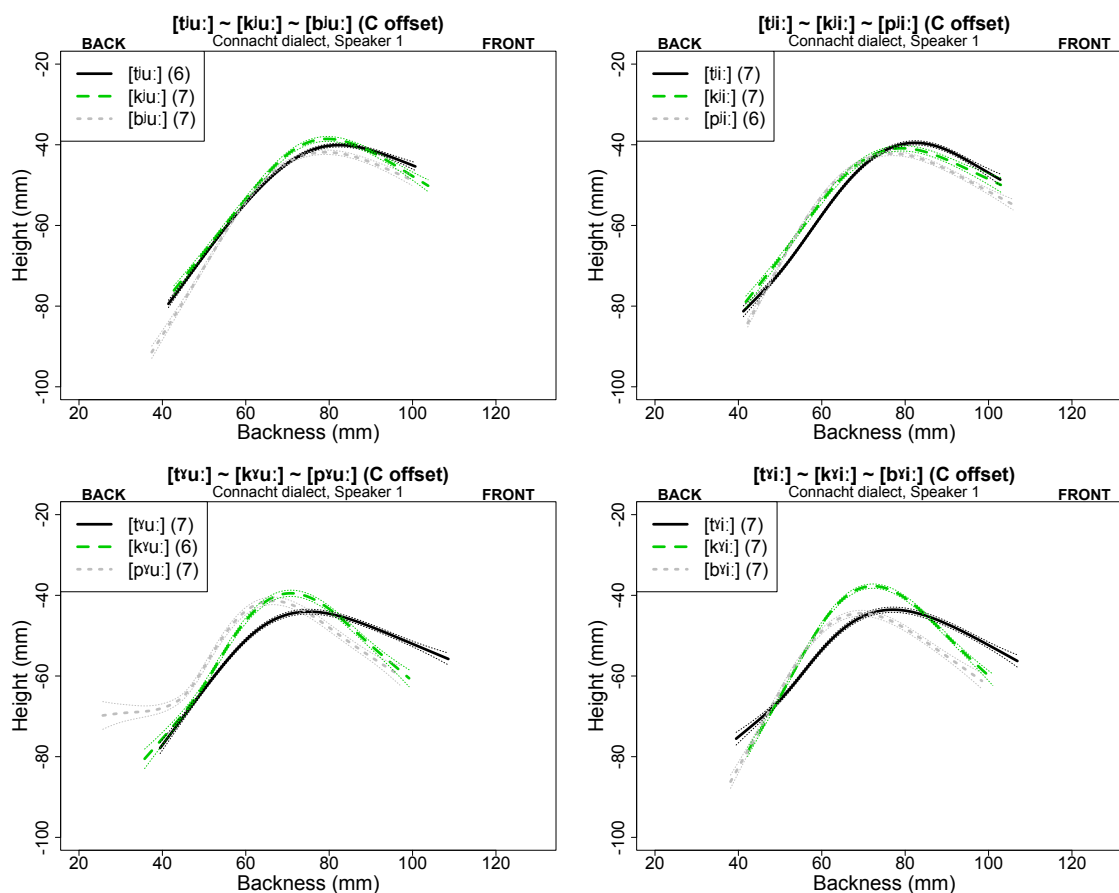 [tʲuː] ~ [kʲuː] ~ [bʲuː] (C offset)
Connacht dialect, Speaker 1
BACK
FRONT
[tʲuː] (6)
[kʲuː] (7)
[bʲuː] (7)
Height (mm)
-20
-40
-60
-80
-100
20 40 60 80 100 120
Backness (mm)
[tʲiː] ~ [kʲiː] ~ [pʲiː] (C offset)
Connacht dialect, Speaker 1
BACK
FRONT
[tʲiː] (7)
[kʲiː] (7)
[pʲiː] (6)
Height (mm)
-20
-40
-60
-80
-100
20 40 60 80 100 120
Backness (mm)
[tˠuː] ~ [kˠuː] ~ [pˠuː] (C offset)
Connacht dialect, Speaker 1
BACK
FRONT
[tˠuː] (7)
[kˠuː] (6)
[pˠuː] (7)
Height (mm)
-20
-40
-60
-80
-100
20 40 60 80 100 120
Backness (mm)
[tˠiː] ~ [kˠiː] ~ [bˠiː] (C offset)
Connacht dialect, Speaker 1
BACK
FRONT
[tˠiː] (7)
[kˠiː] (7)
[bˠiː] (7)
Height (mm)
-20
-40
-60
-80
-100
20 40 60 80 100 120
Backness (mm)